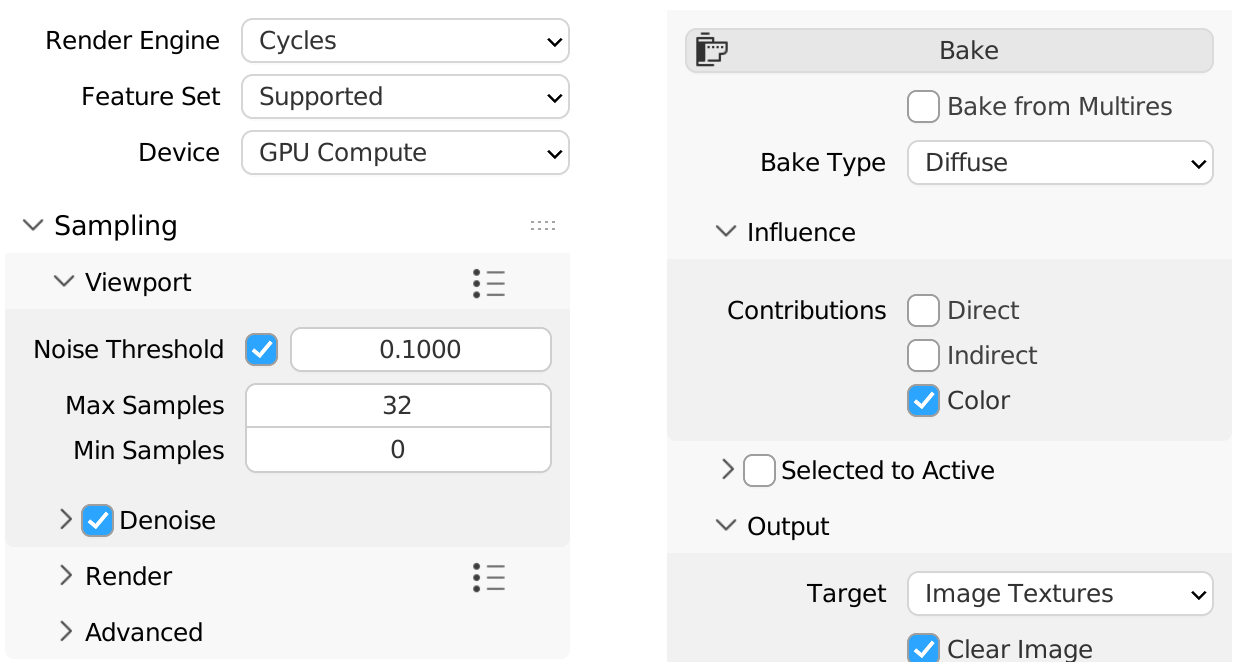 Render Engine Cycles
Feature Set Supported
Device GPU Compute
Sampling
Viewport
Noise Threshold 0.1000
Max Samples 32
Min Samples 0
Denoise
Render
Advanced
Bake
Bake from Multires
Bake Type Diffuse
Influence
Contributions Direct
Indirect
Color
Selected to Active
Output
Target Image Textures
Clear Image